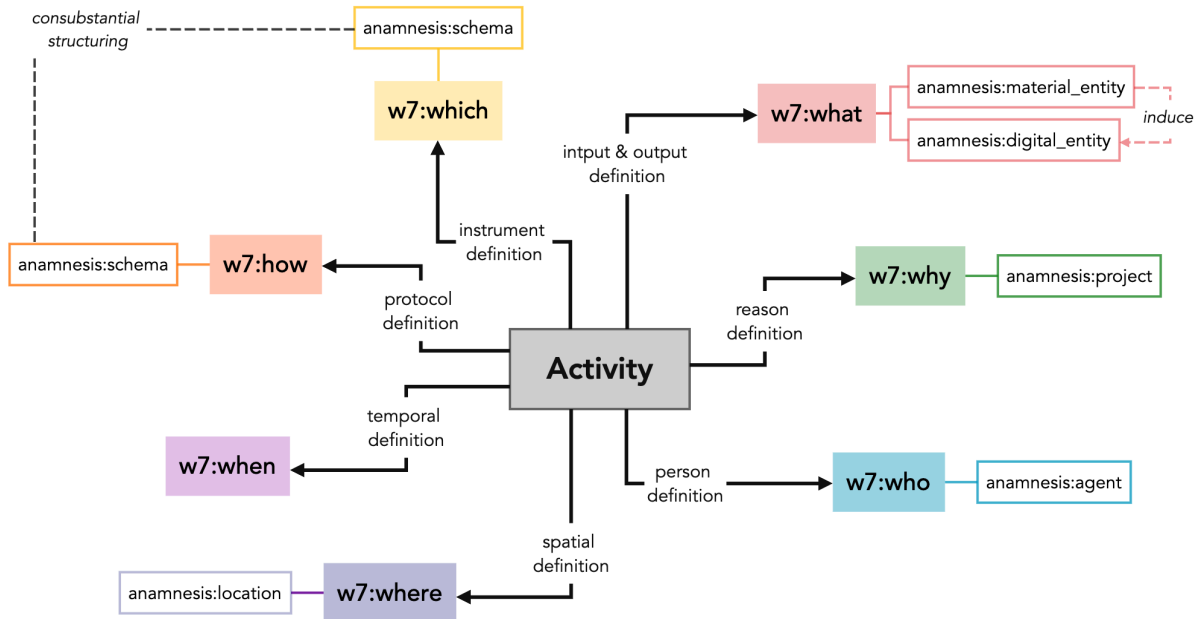 consubstantial
structuring
anamnesis:schema
w7:which
w7:what
anamnesis:material_entity
induce
anamnesis:digital_entity
intput & output
definition
instrument
definition
anamnesis:schema
w7:how
protocol
definition
w7:why
anamnesis:project
reason
definition
Activity
temporal
definition
w7:when
person
definition
w7:who
anamnesis:agent
spatial
definition
anamnesis:location
w7:where